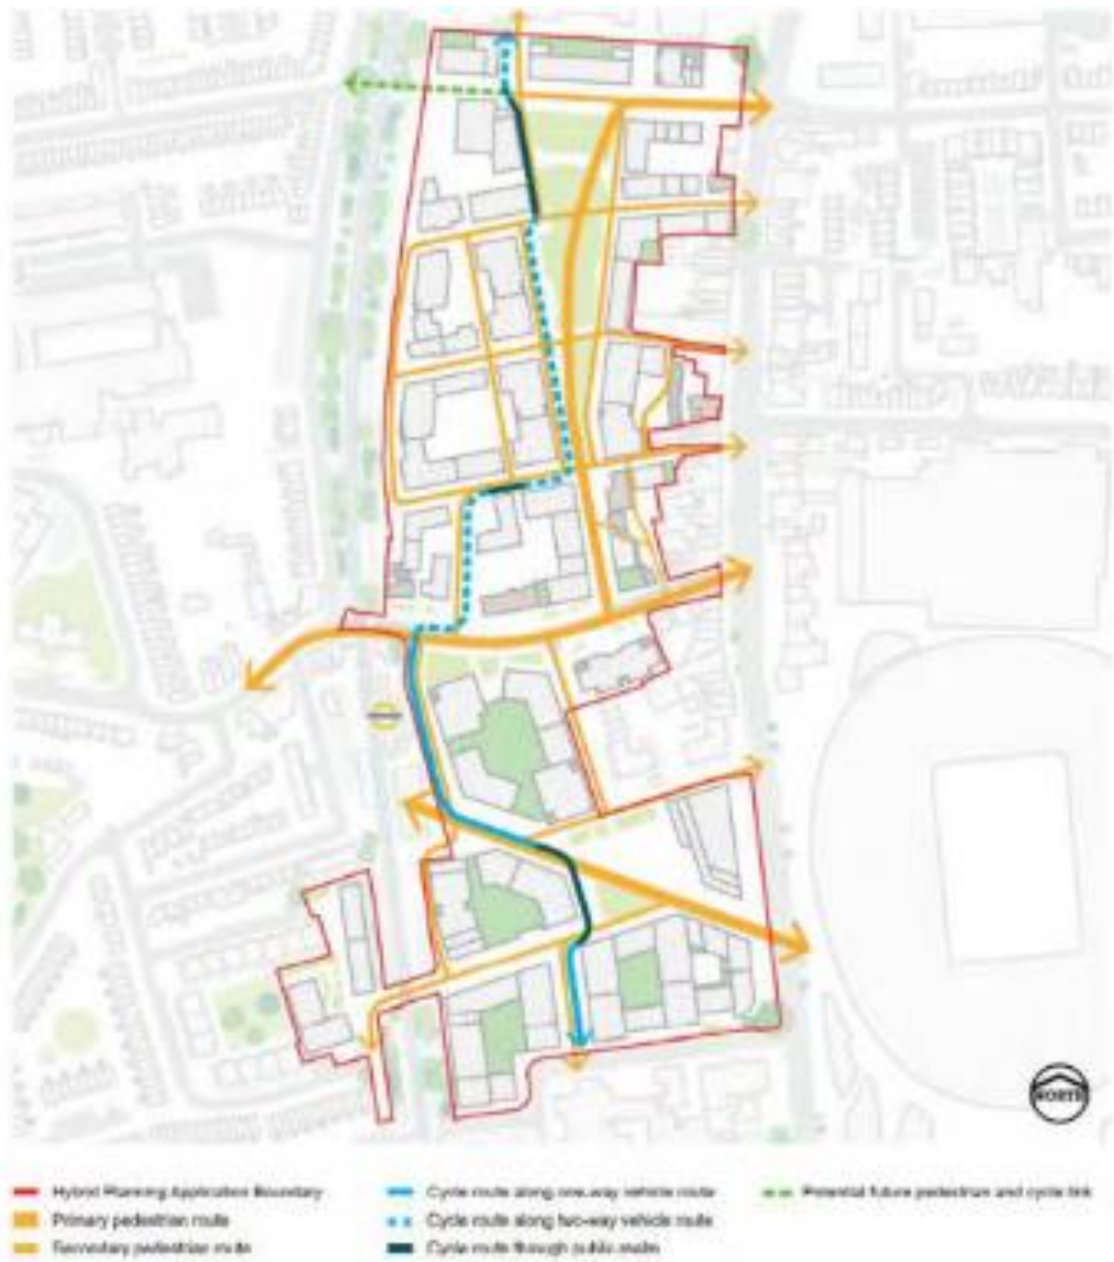 NORTH
Hybrid Planning Application Boundary
Primary pedestrian route
Secondary pedestrian route
Cycle route along one-way vehicle route
Cycle route along two-way vehicle route
Cycle route though public realm
Potential future pedestrian and cycle link